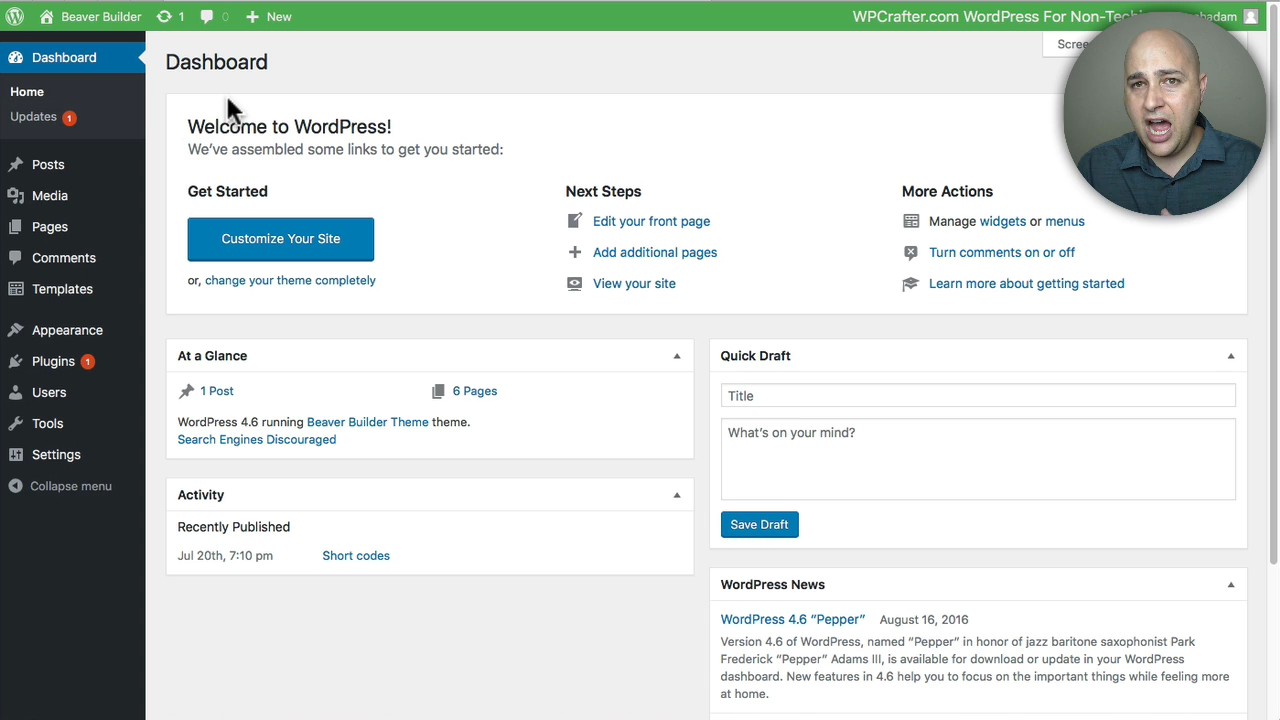 Beaver Builder 1 0 New WPCrafter.com WordPress For Non-Techi
Dashboard
Home
Updates 1
Posts
Media
Pages
Comments
Templates
Appearance
Plugins 1
Users
Tools
Settings
Collapse menu
Dashboard
Welcome to WordPress!
We've assembled some links to get you started:
Get Started
Customize Your Site
or, change your theme completely
Next Steps
Edit your front page
Add additional pages
View your site
More Actions
Manage widgets or menus
Turn comments on or off
Learn more about getting started
At a Glance
1 Post 6 Pages
WordPress 4.6 running Beaver Builder Theme theme.
Search Engines Discouraged
Activity
Recently Published
Jul 20th, 7:10 pm Short codes
Quick Draft
Title
What's on your mind?
Save Draft
WordPress News
WordPress 4.6 “Pepper” August 16, 2016
Version 4.6 of WordPress, named “Pepper” in honor of jazz baritone saxophonist Park
Frederick “Pepper” Adams III, is available for download or update in your WordPress
dashboard. New features in 4.6 help you to focus on the important things while feeling more
at home.